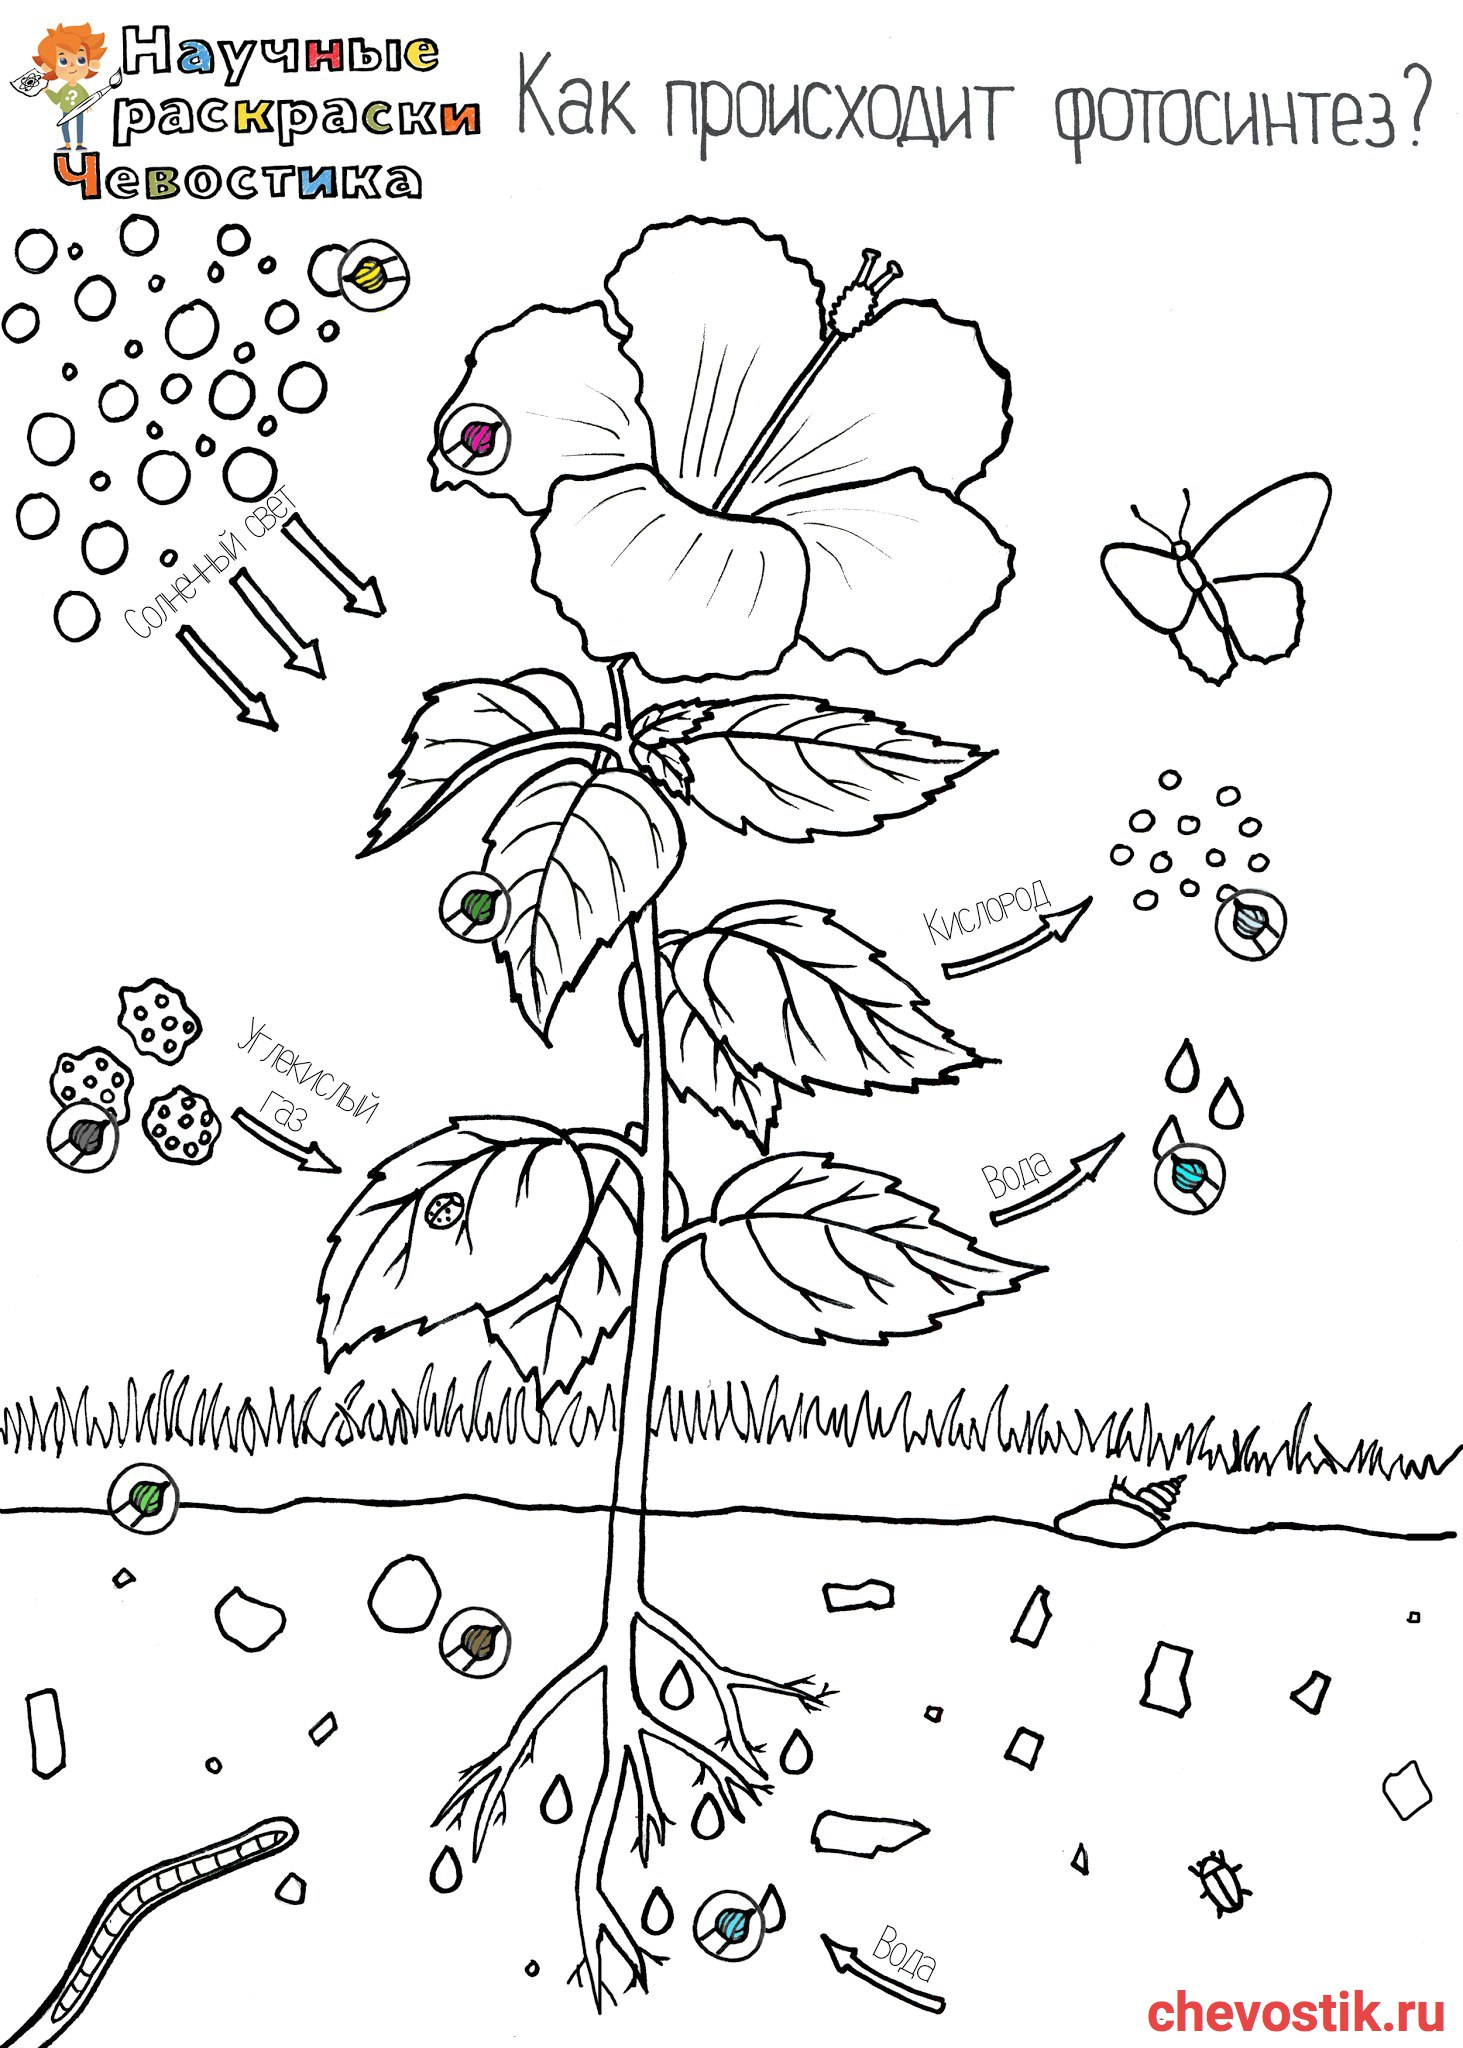 Научные
раскраски
Чевостика
Как происходит фотосинтез?
Солнечный свет
Кислород
Углекислый
газ
Вода
Вода
chevostik.ru